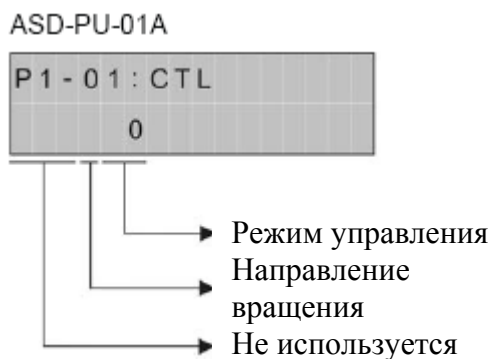 ASD-PU-01A
P1-01:CTL
0
Режим управления
Направление
вращения
Не используется